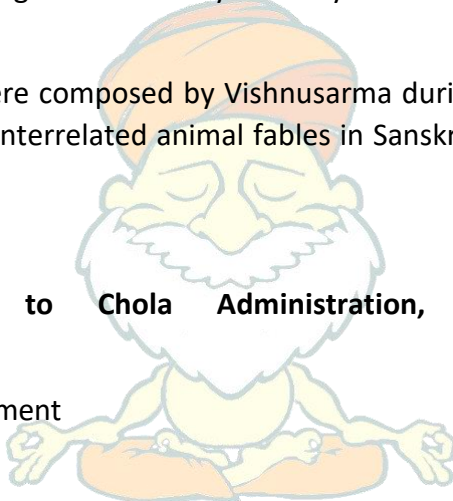 ere composed by Vishnusarma duri
nterrelated animal fables in Sanskr
to Chola Administration,
ment